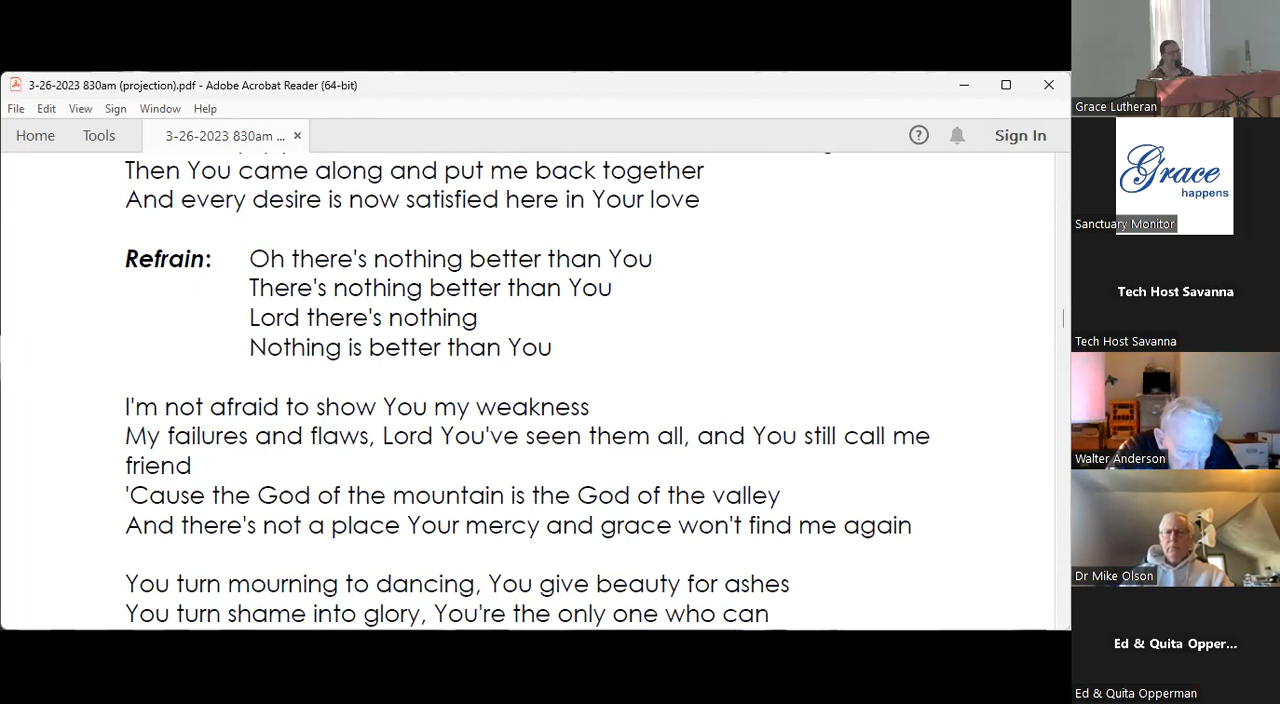 3-26-2023 830am (projection).pdf - Adobe Acrobat Reader (64-bit)
File Edit View Sign Window Help
Home Tools 3-26-2023 830am ... × Sign In
Then You came along and put me back together
And every desire is now satisfied here in Your love
Refrain: Oh there's nothing better than You
There's nothing better than You
Lord there's nothing
Nothing is better than You
I'm not afraid to show You my weakness
My failures and flaws, Lord You've seen them all, and You still call me
friend
'Cause the God of the mountain is the God of the valley
And there's not a place Your mercy and grace won't find me again
You turn mourning to dancing, You give beauty for ashes
You turn shame into glory, You're the only one who can
Grace Lutheran
Grace
happens
Sanctuary Monitor
Tech Host Savanna
Tech Host Savanna
Walter Anderson
Dr Mike Olson
Ed & Quita Opper...
Ed & Quita Opperman